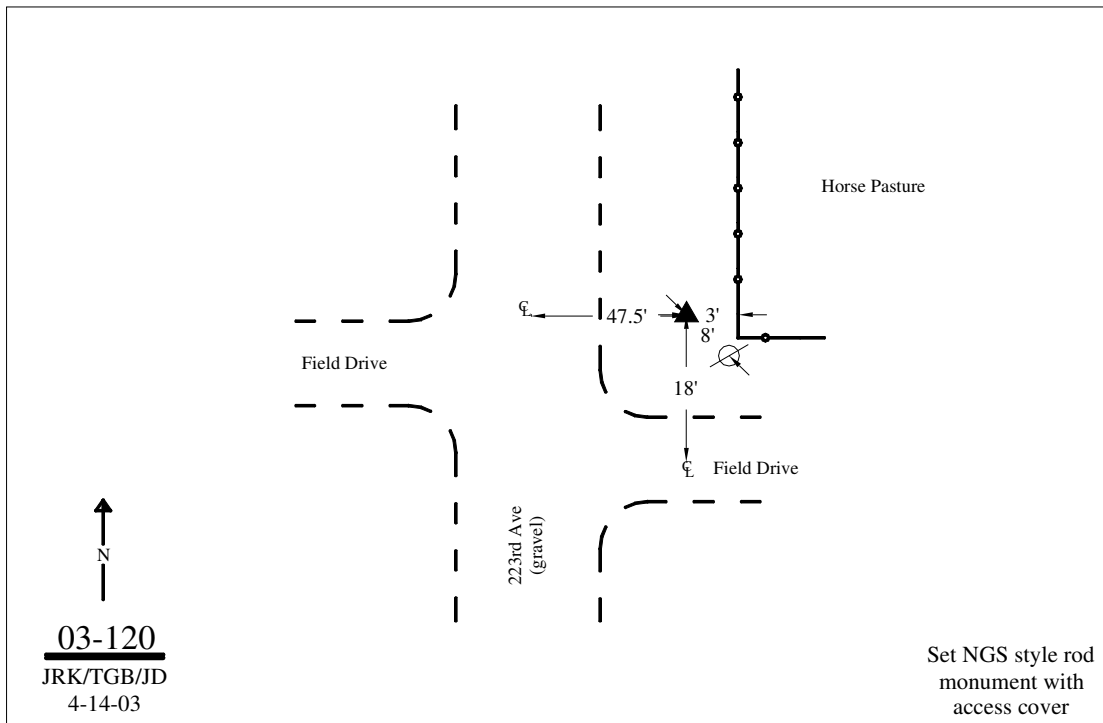 Horse Pasture
℄
47.5'
3'
8'
Field Drive
18'
℄
Field Drive
223rd Ave
(gravel)
N
03-120
JRK/TGB/JD
4-14-03
Set NGS style rod
monument with
access cover